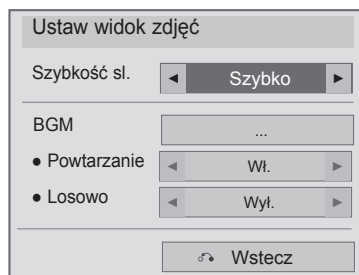 Ustaw widok zdjęć
Szybkość sl. ◄ Szybko ►
BGM ...
● Powtarzanie ◄ Wł. ►
● Losowo ◄ Wył. ►
Wstecz